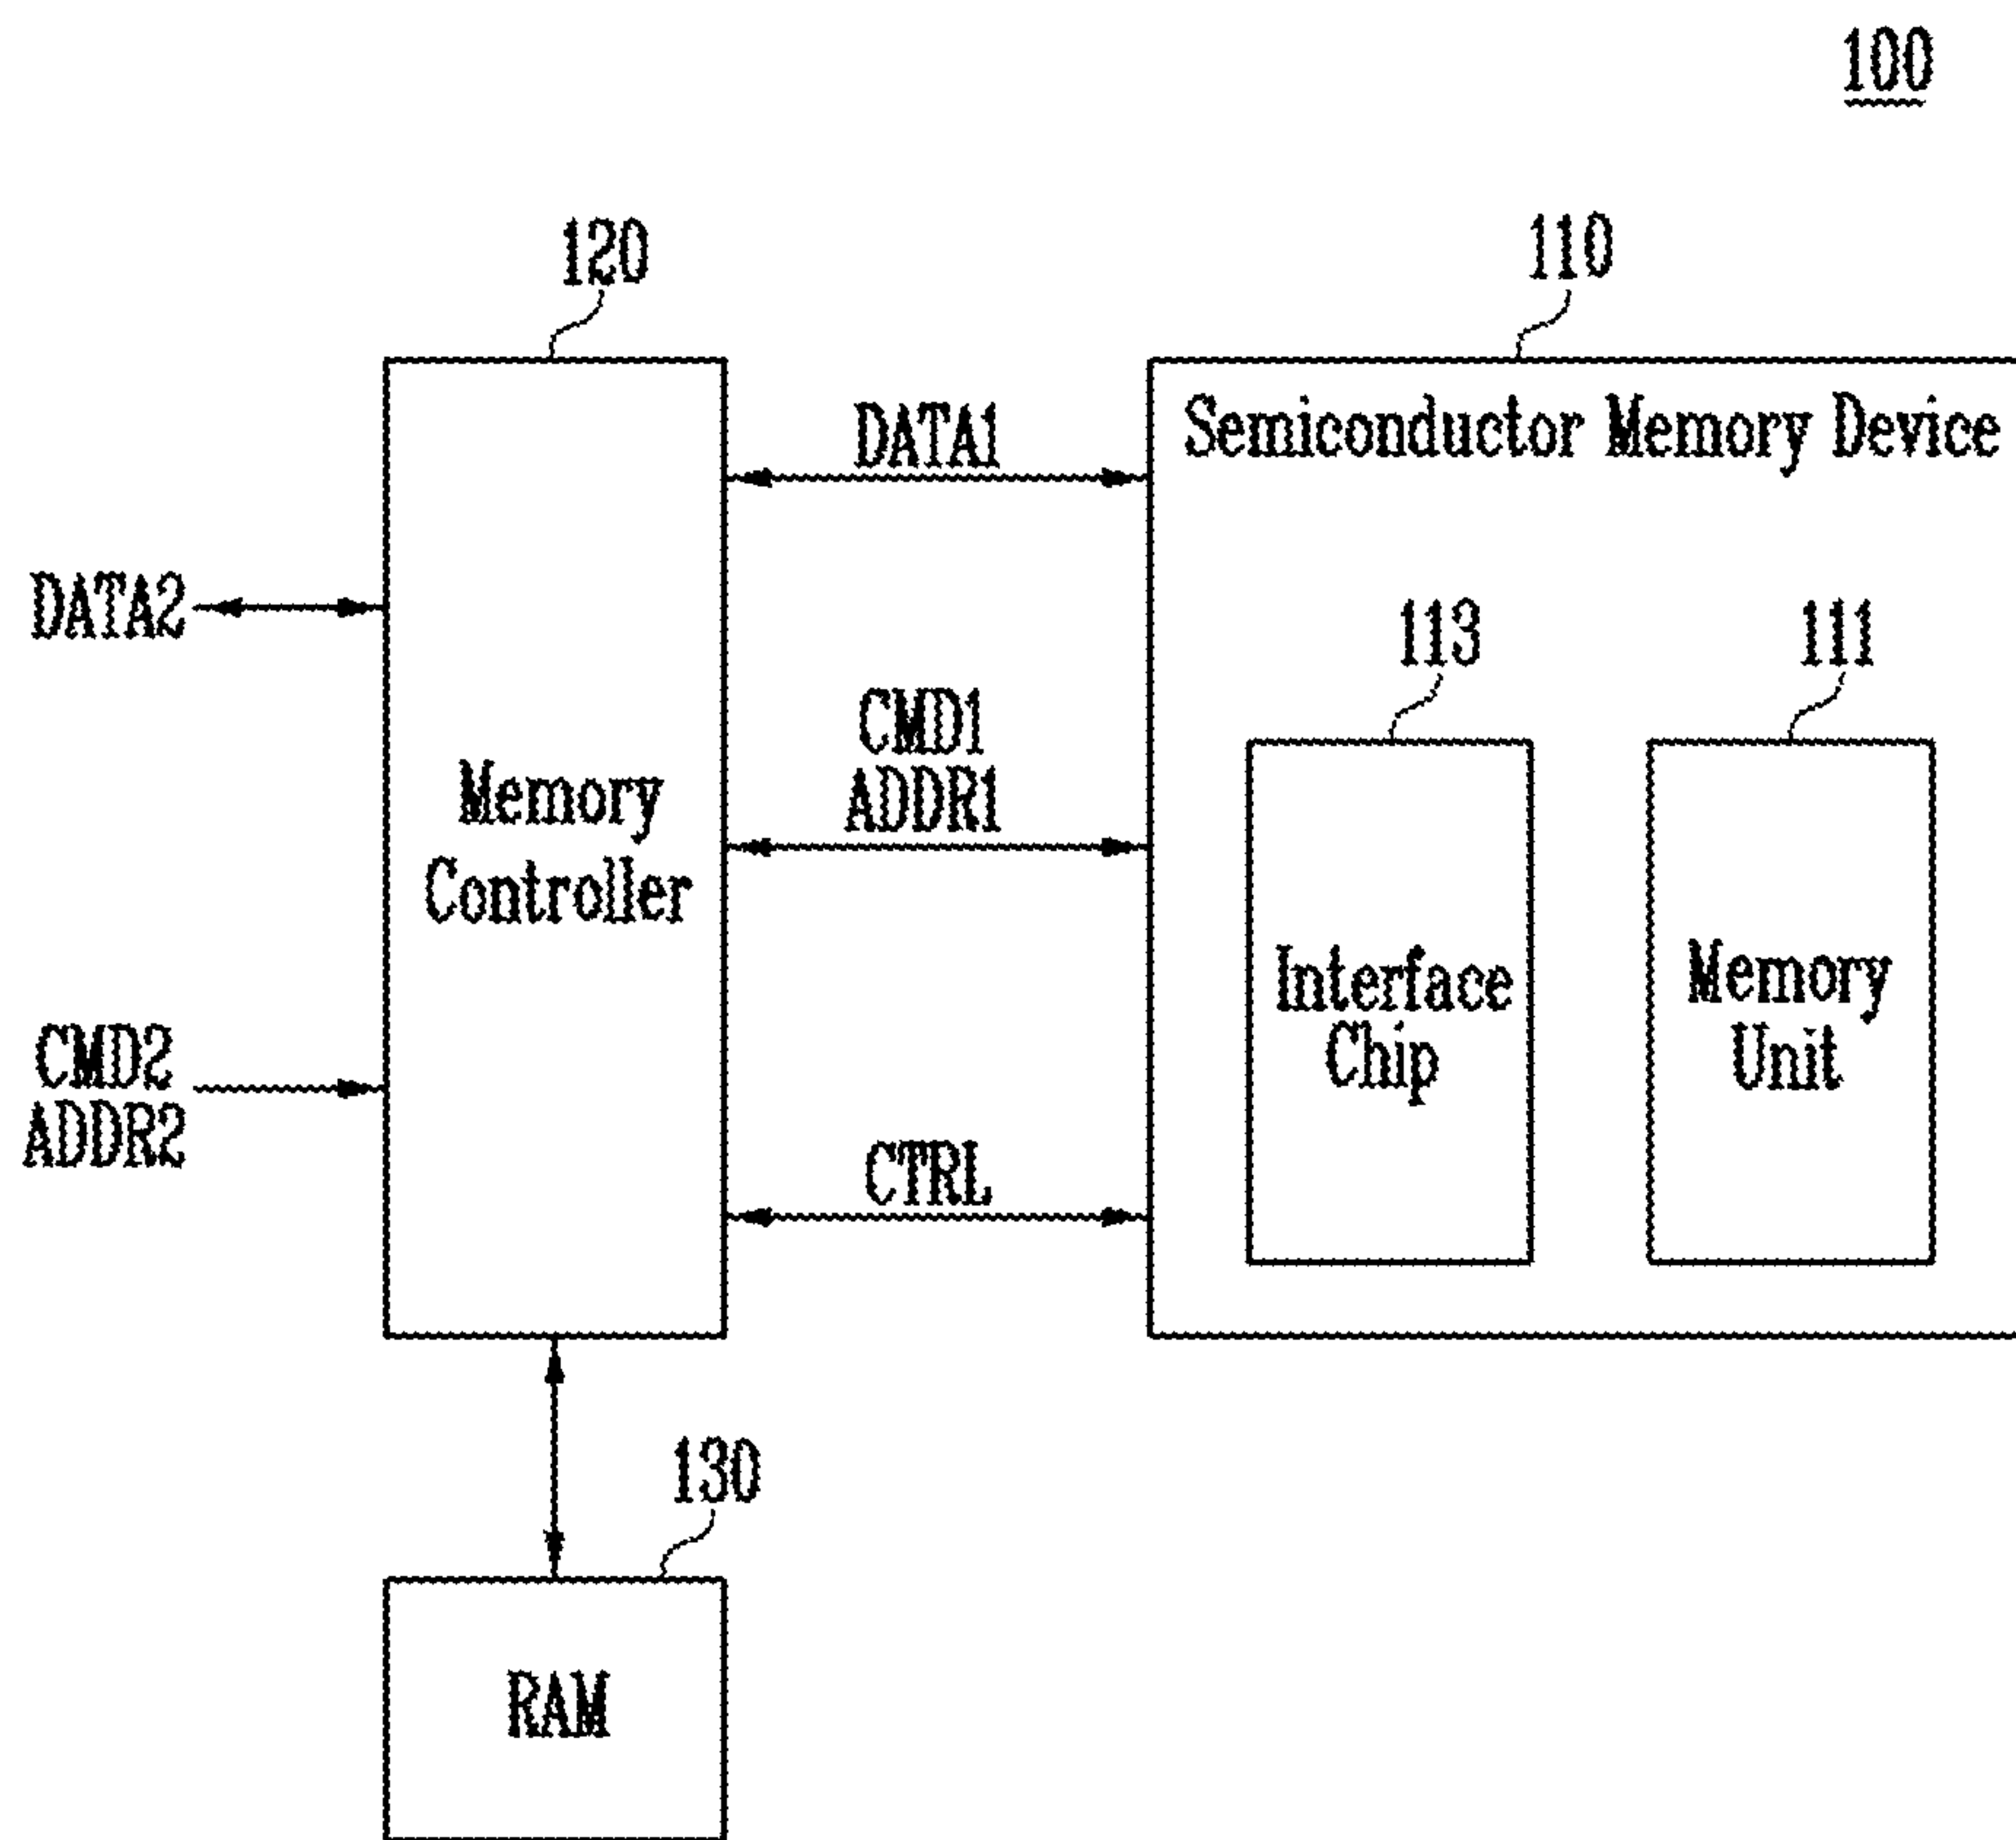 100
120
110
DATA1
Semiconductor Memory Device
DATA2
113
111
CMD1
ADDR1
Memory
Controller
Interface
Chip
Memory
Unit
CMD2
ADDR2
CTRL
130
RAM